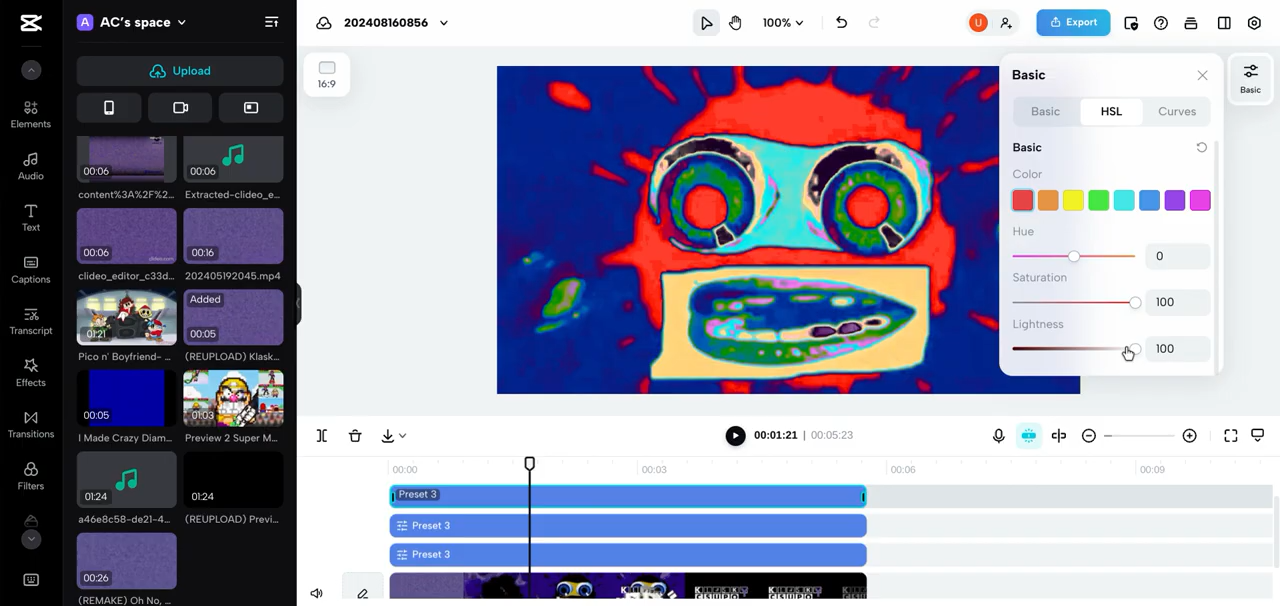 A AC's space
202408160856
100%
U
Export
Upload
16:9
Basic
Basic
Elements
Audio
Text
Captions
Transcript
Effects
Transitions
Filters
00:06
content%3A%2F%2...
00:06
Extracted-clideo_e...
00:06
clideo.com
clideo_editor_c33d...
00:16
202405192045.mp4
01:21
Pico n' Boyfriend- ...
Added
00:05
(REUPLOAD) Klask...
00:05
I Made Crazy Diam...
01:03
Preview 2 Super M...
01:24
a46e8c58-de21-4...
01:24
(REUPLOAD) Previ...
00:26
(REMAKE) Oh No, ...
Basic HSL Curves
Basic
Color
Hue
0
Saturation
100
Lightness
100
00:01:21 | 00:05:23
00:00 00:03 00:06 00:09
Preset 3
Preset 3
Preset 3